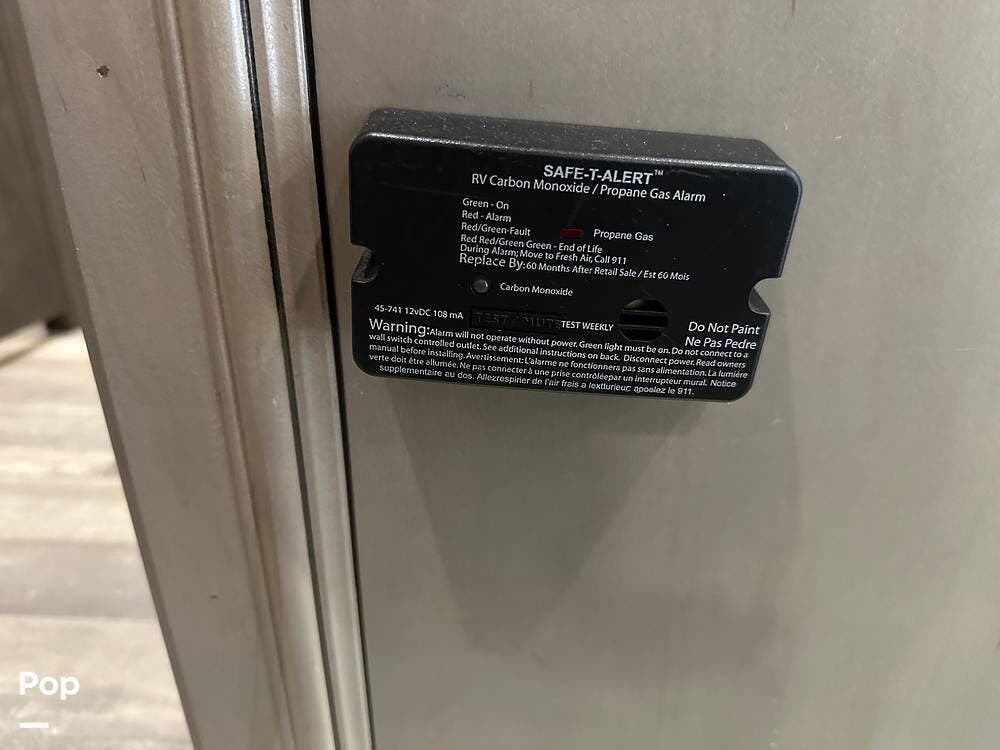 SAFE-T-ALERT™
RV Carbon Monoxide / Propane Gas Alarm
Green - On
Red - Alarm
Red/Green-Fault
Propane Gas
Red Red/Green Green - End of Life
During Alarm; Move to Fresh Air, Call 911
Replace By: 60 Months After Retail Sale / Est 60 Mois
Carbon Monoxide
45-741 12vDC 108 mA
TEST / MUTE
TEST WEEKLY
Do Not Paint
Ne Pas Pedre
Warning: Alarm will not operate without power. Green light must be on. Do not connect to a
wall switch controlled outlet. See additional instructions on back. Disconnect power. Read owners
manual before installing. Avertissement: L'alarme ne fonctionnera pas sans alimentation. La lumière
verte doit être allumée. Ne pas connecter à une prise contrôléepar un interrupteur mural. Notice
supplementaire au dos. Allezrespirier de l'air frais a lextturieur: apoelez le 911.
Pop